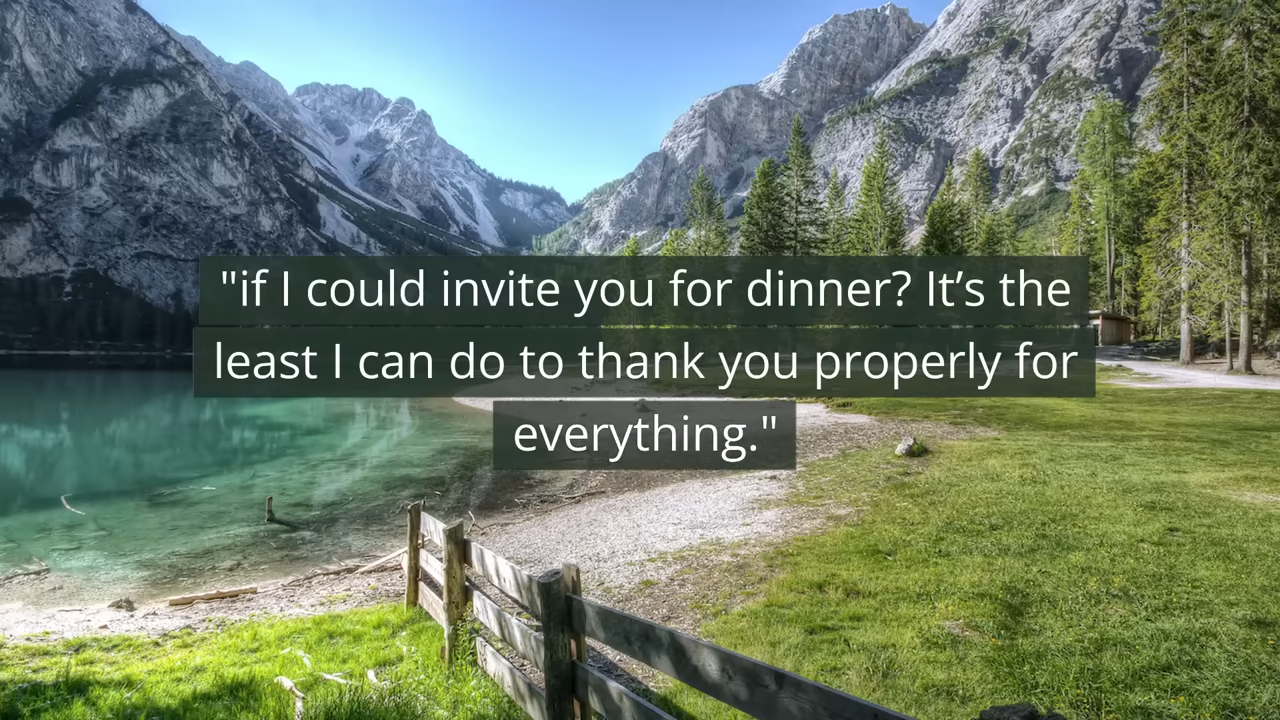 "if I could invite you for dinner? It’s the
least I can do to thank you properly for
everything."